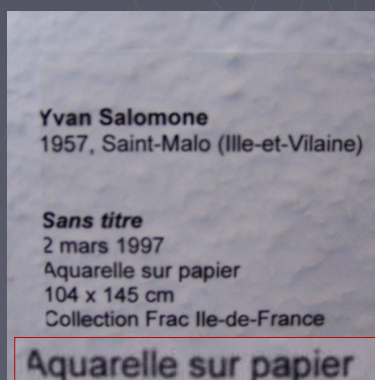 Yvan Salomone
1957, Saint-Malo (Ille-et-Vilaine)
Sans titre
2 mars 1997
Aquarelle sur papier
104 x 145 cm
Collection Frac Ile-de-France
Aquarelle sur papier